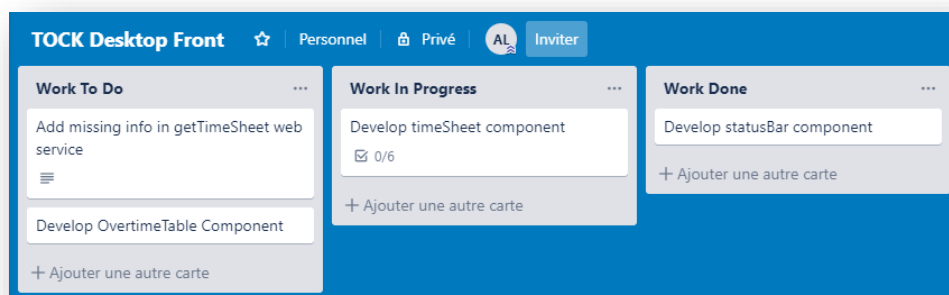 TOCK Desktop Front
Personnel
Privé
AL
Inviter
Work To Do
Add missing info in getTimeSheet web
service
Develop OvertimeTable Component
+ Ajouter une autre carte
Work In Progress
Develop timeSheet component
0/6
+ Ajouter une autre carte
Work Done
Develop statusBar component
+ Ajouter une autre carte